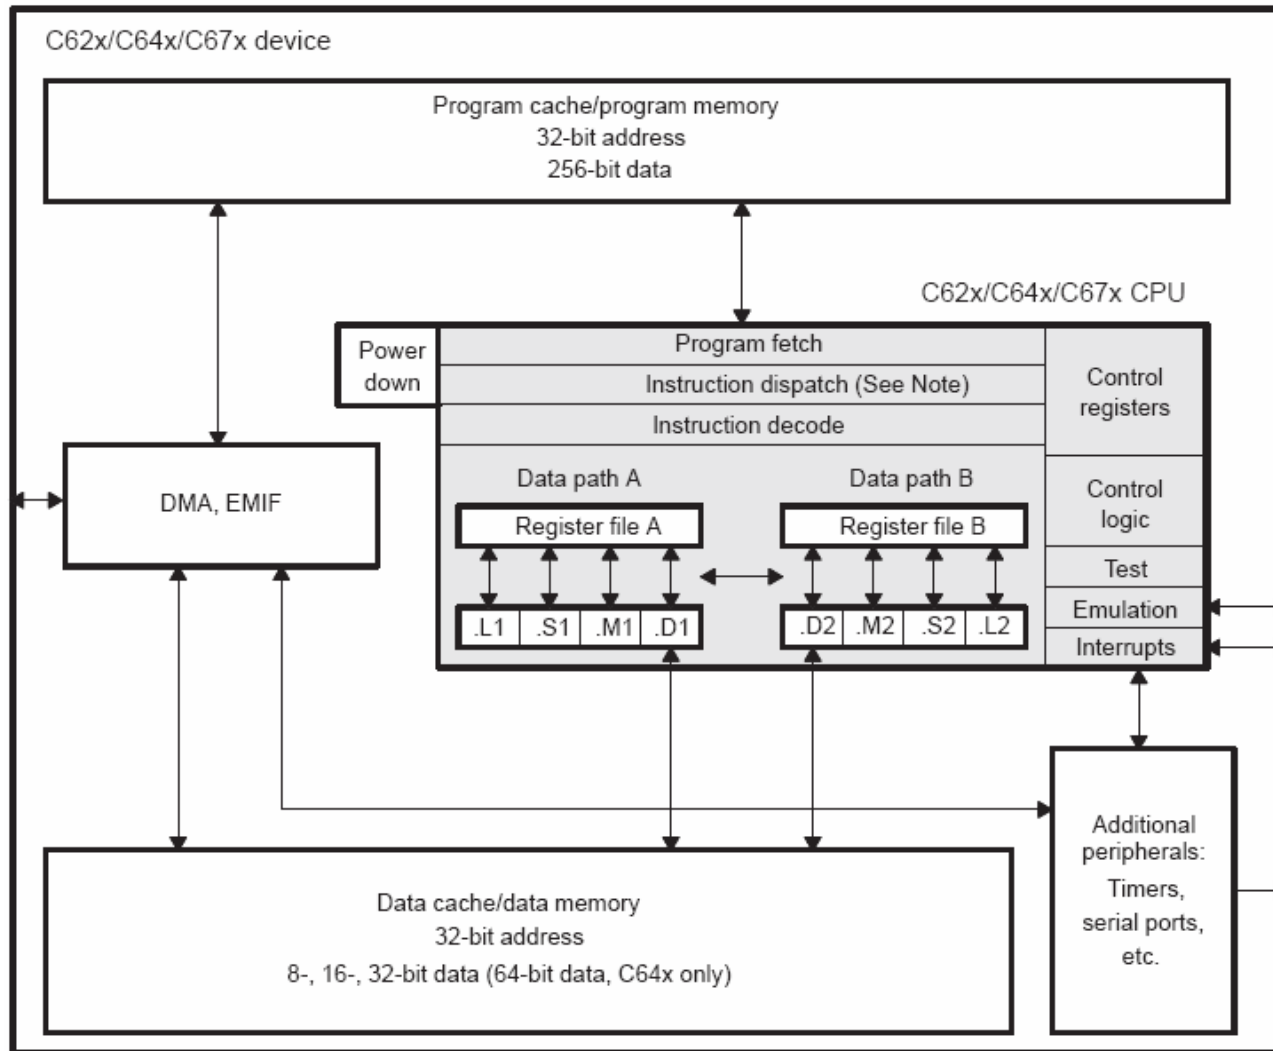 C62x/C64x/C67x device
Program cache/program memory
32-bit address
256-bit data
C62x/C64x/C67x CPU
Power
down
Program fetch
Instruction dispatch (See Note)
Instruction decode
Control
registers
DMA, EMIF
Data path A
Data path B
Register file A
Register file B
Control
logic
Test
Emulation
Interrupts
.L1 .S1 .M1 .D1
.D2 .M2 .S2 .L2
Additional
peripherals:
Timers,
serial ports,
etc.
Data cache/data memory
32-bit address
8-, 16-, 32-bit data (64-bit data, C64x only)